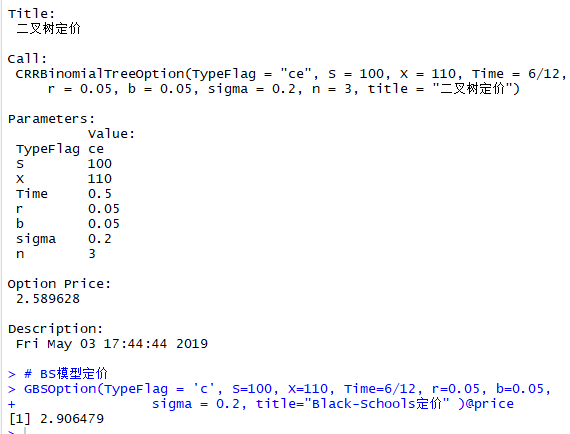 Title:
 二叉树定价

Call:
 CRRBinomialTreeOption(TypeFlag = "ce", S = 100, X = 110, Time = 6/12,
     r = 0.05, b = 0.05, sigma = 0.2, n = 3, title = "二叉树定价")

Parameters:
          Value:
 TypeFlag ce
 S        100
 X        110
 Time     0.5
 r        0.05
 b        0.05
 sigma    0.2
 n        3

Option Price:
 2.589628

Description:
 Fri May 03 17:44:44 2019

> # BS模型定价
> GBSOption(TypeFlag = 'c', S=100, X=110, Time=6/12, r=0.05, b=0.05,
+                 sigma = 0.2, title="Black-Schools定价" )@price
[1] 2.906479
>